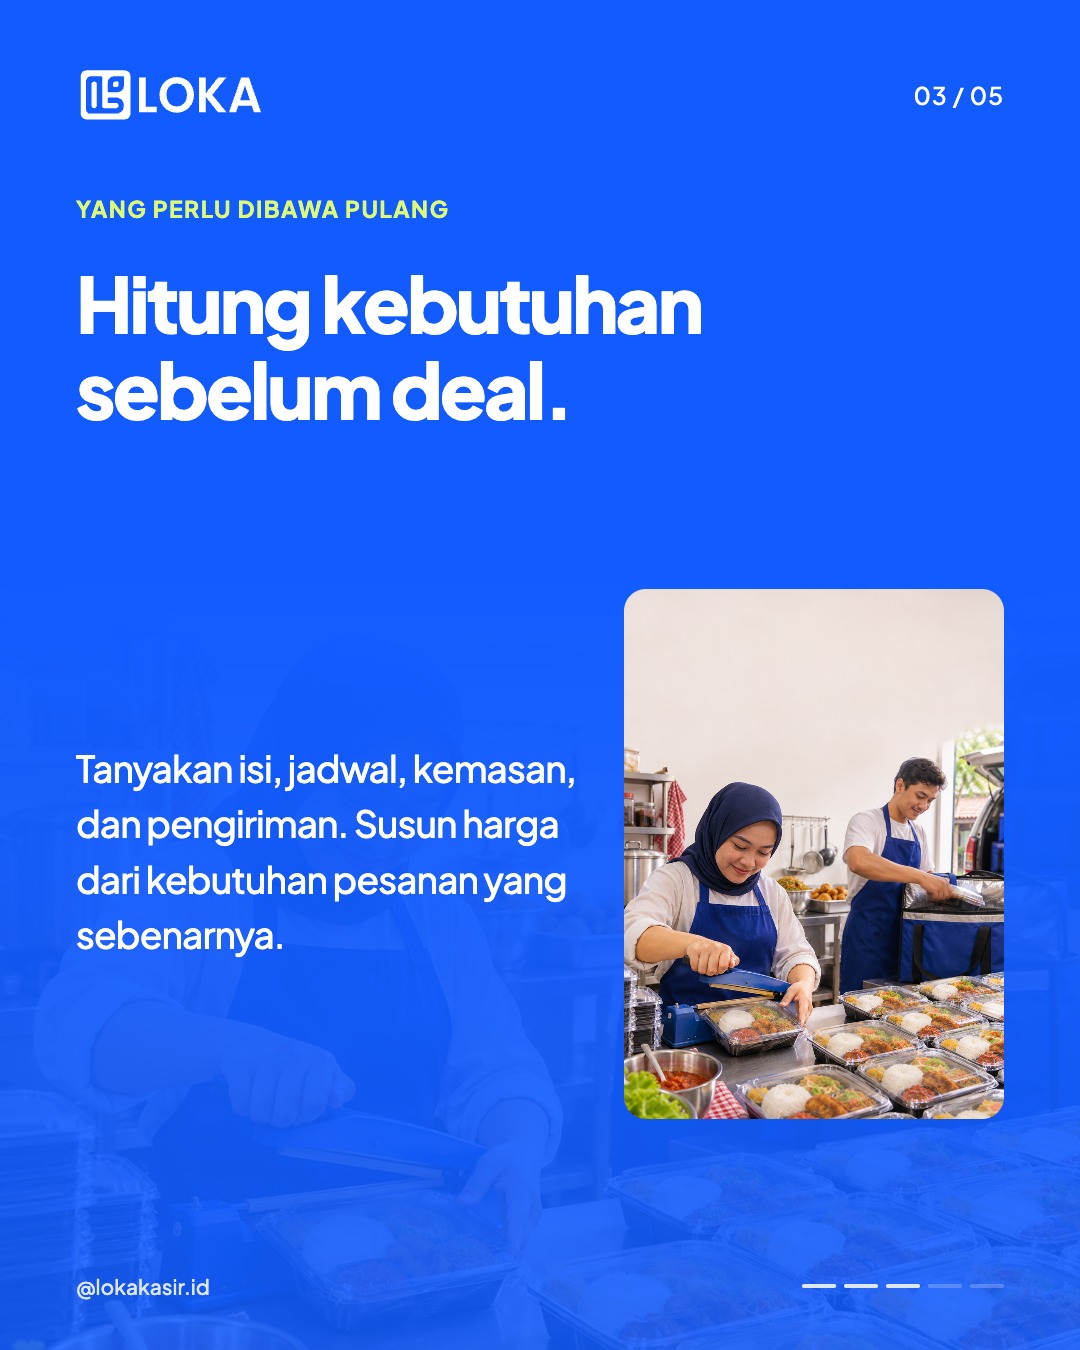 LOKA
03 / 05
YANG PERLU DIBAWA PULANG
Hitung kebutuhan
sebelum deal.
Tanyakan isi, jadwal, kemasan,
dan pengiriman. Susun harga
dari kebutuhan pesanan yang
sebenarnya.
@lokakasir.id